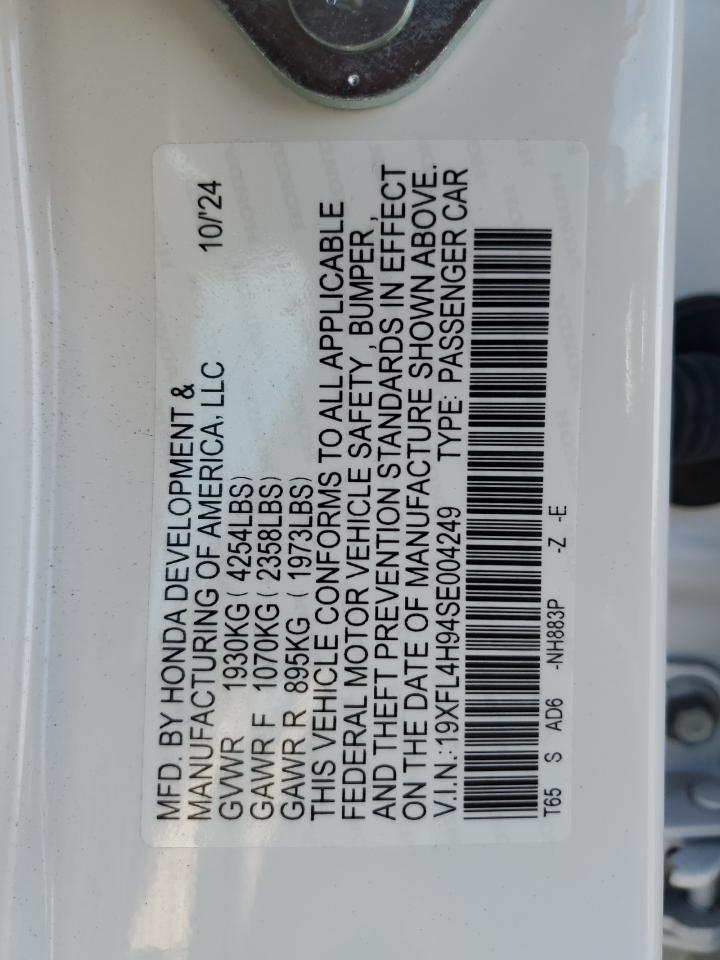 MFD. BY HONDA DEVELOPMENT &
MANUFACTURING OF AMERICA, LLC 10/'24
GVWR 1930KG ( 4254LBS)
GAWR F 1070KG ( 2358LBS)
GAWR R 895KG ( 1973LBS)
THIS VEHICLE CONFORMS TO ALL APPLICABLE
FEDERAL MOTOR VEHICLE SAFETY , BUMPER ,
AND THEFT PREVENTION STANDARDS IN EFFECT
ON THE DATE OF MANUFACTURE SHOWN ABOVE.
V.I.N.:19XFL4H94SE004249 TYPE: PASSENGER CAR
T65 S AD6 -NH883P -Z -E